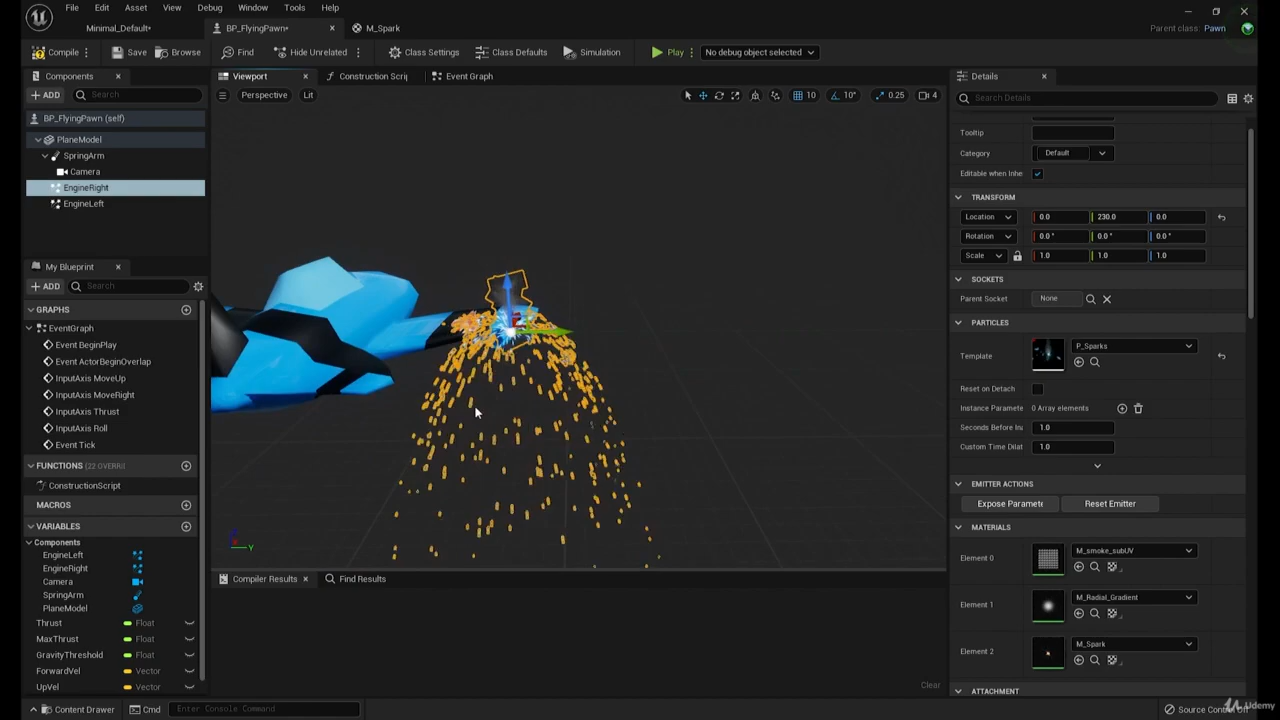 File Edit Asset View Debug Window Tools Help
Minimal_Default* BP_FlyingPawn* M_Spark Parent class: Pawn
Compile Save Browse Find Hide Unrelated Class Settings Class Defaults Simulation Play No debug object selected
Components Viewport Construction Scrip Event Graph Details
ADD Search Perspective Lit 10 10° 0.25 4 Search Details
BP_FlyingPawn (self)
PlaneModel
SpringArm
Camera
EngineRight
EngineLeft
Tooltip
Category Default
Editable when Inhe
TRANSFORM
Location 0.0 230.0 0.0
Rotation 0.0° 0.0° 0.0°
Scale 1.0 1.0 1.0
SOCKETS
Parent Socket None
PARTICLES
Template P_Sparks
Reset on Detach
Instance Paramete 0 Array elements
Seconds Before Ina 1.0
Custom Time Dilat 1.0
EMITTER ACTIONS
Expose Paramete Reset Emitter
MATERIALS
Element 0 M_smoke_subUV
Element 1 M_Radial_Gradient
Element 2 M_Spark
ATTACHMENT
My Blueprint
ADD Search
GRAPHS
EventGraph
Event BeginPlay
Event ActorBeginOverlap
InputAxis MoveUp
InputAxis MoveRight
InputAxis Thrust
InputAxis Roll
Event Tick
FUNCTIONS (22 OVERRI
ConstructionScript
MACROS
VARIABLES
Components
EngineLeft
EngineRight
Camera
SpringArm
PlaneModel
Thrust Float
MaxThrust Float
GravityThreshold Float
ForwardVel Vector
UpVel Vector
Z
Y
Compiler Results Find Results
Clear
Content Drawer Cmd Enter Console Command Source Control Off
Udemy